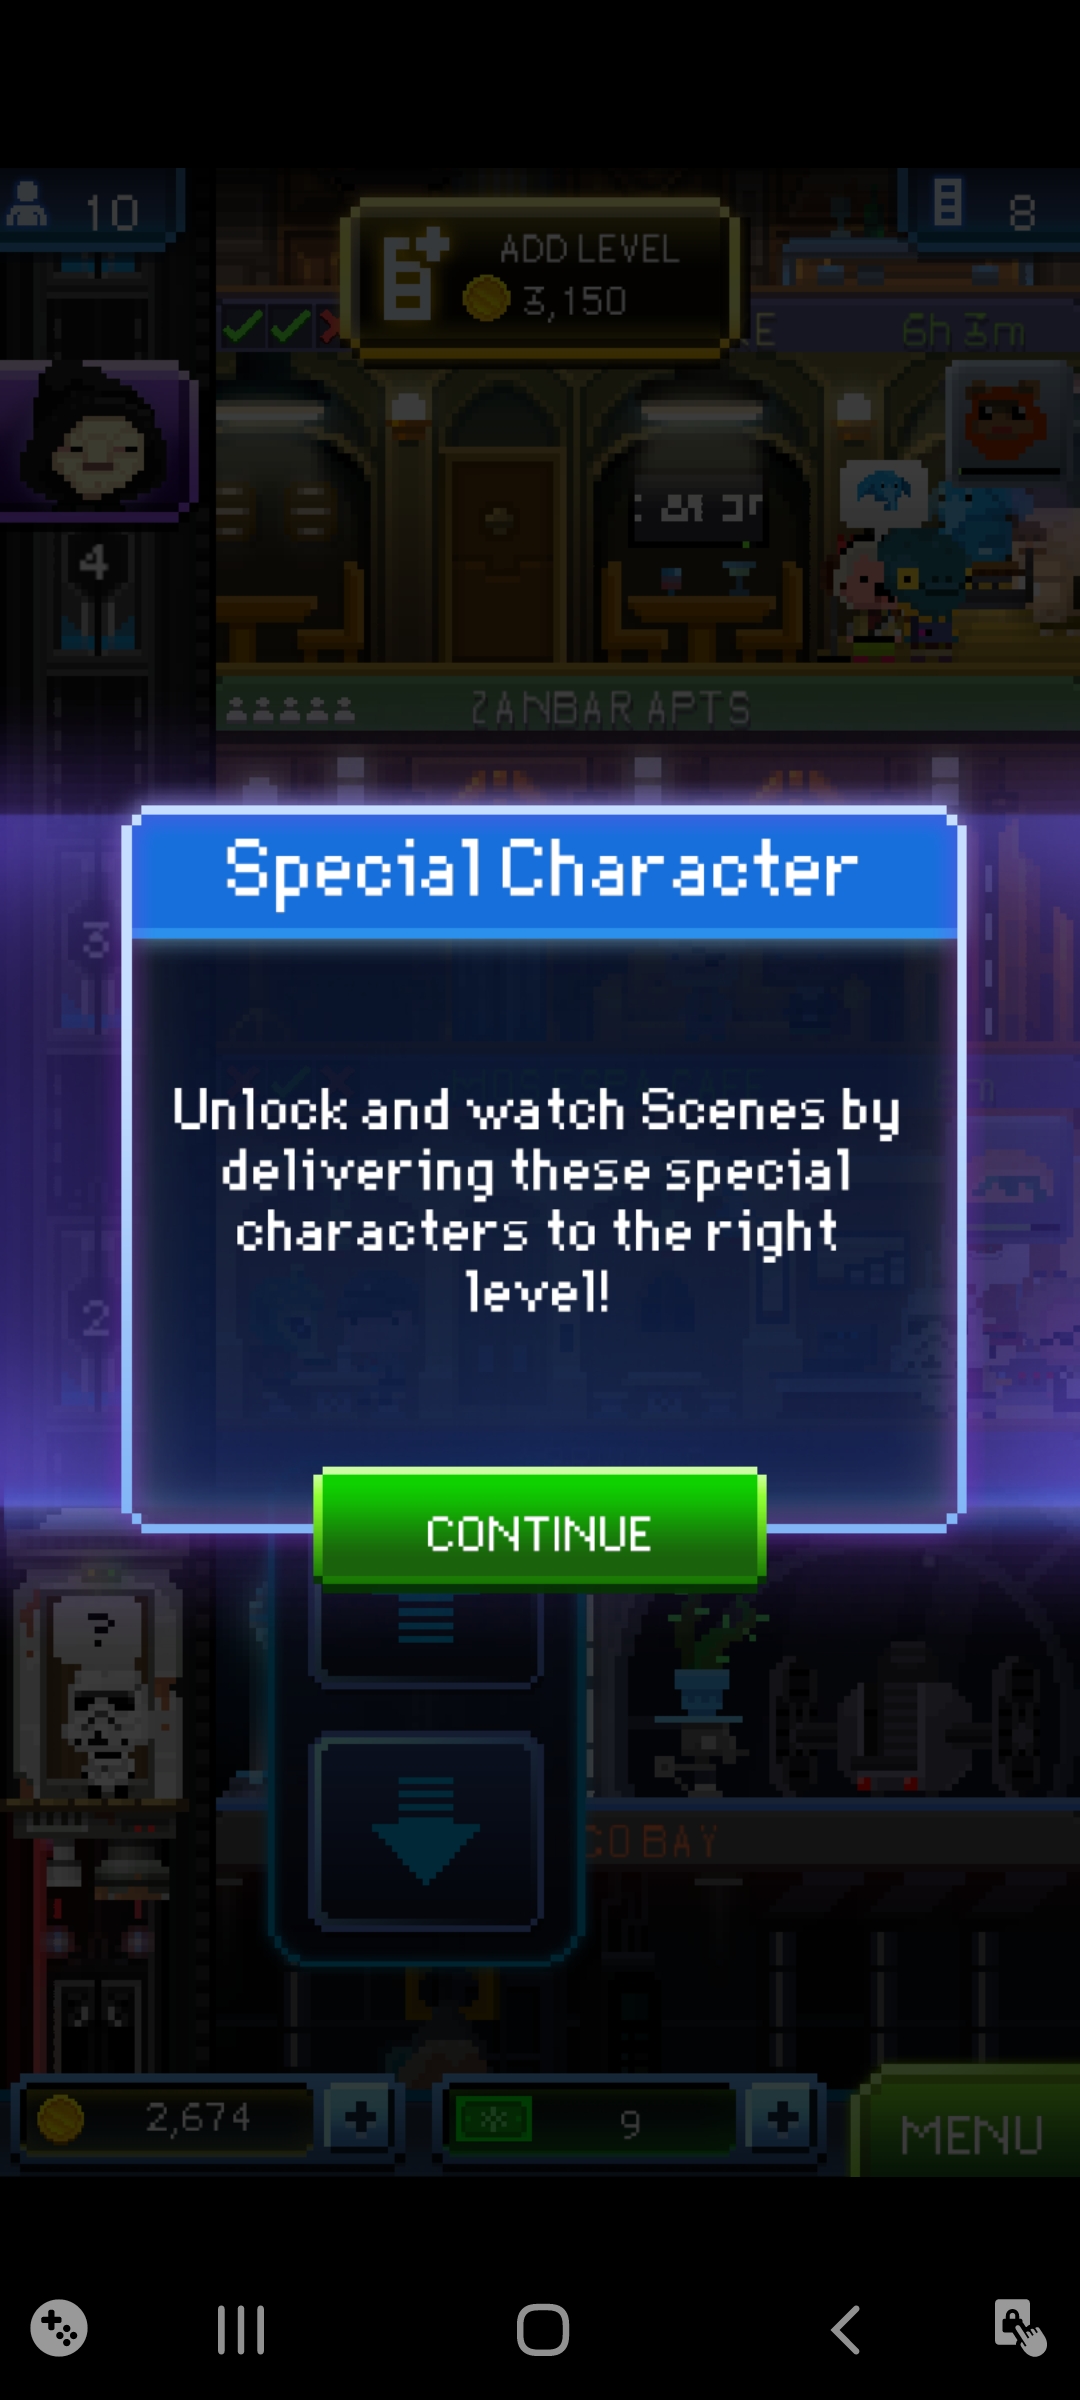 10
ADD LEVEL
3,150
8
6h 3m
4
ZANBAR APTS
Special Character
3
Unlock and watch Scenes by
delivering these special
characters to the right
level!
2
CONTINUE
?
CO BAY
2,674
9
MENU